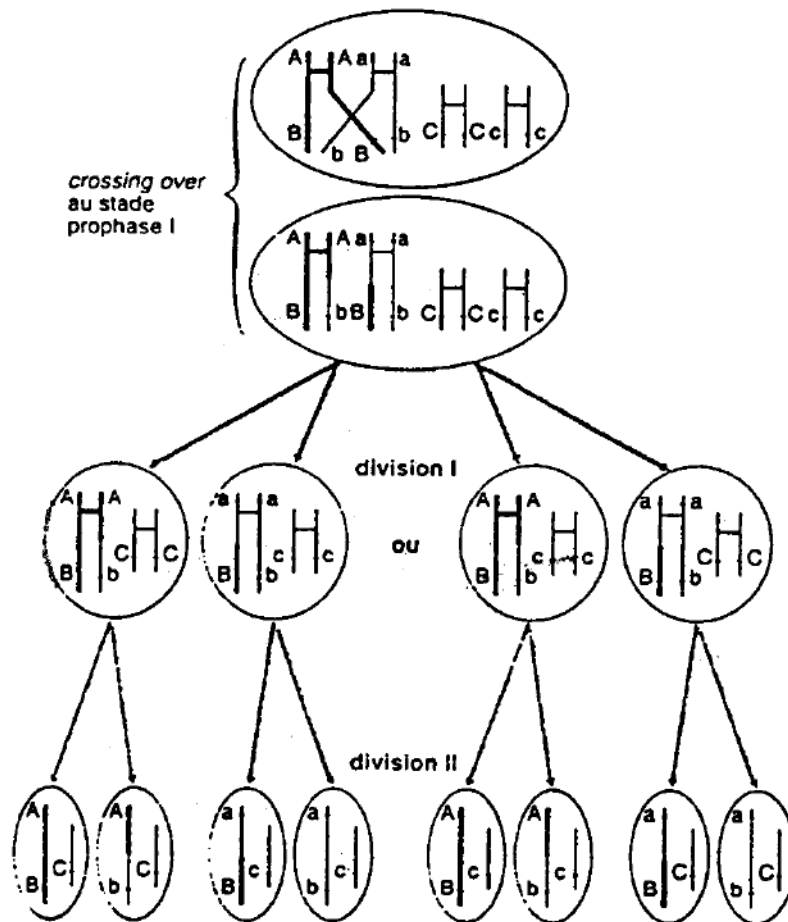 A A a a
B b B b C C c c
crossing over
au stade
prophase I
A A a a
B b B b C C c c
division I
A A a a A A a a
C C c c ou c c C C
B b B b B b B b
division II
A A a a A A a a
B C b C B c b c B c b c B C b C